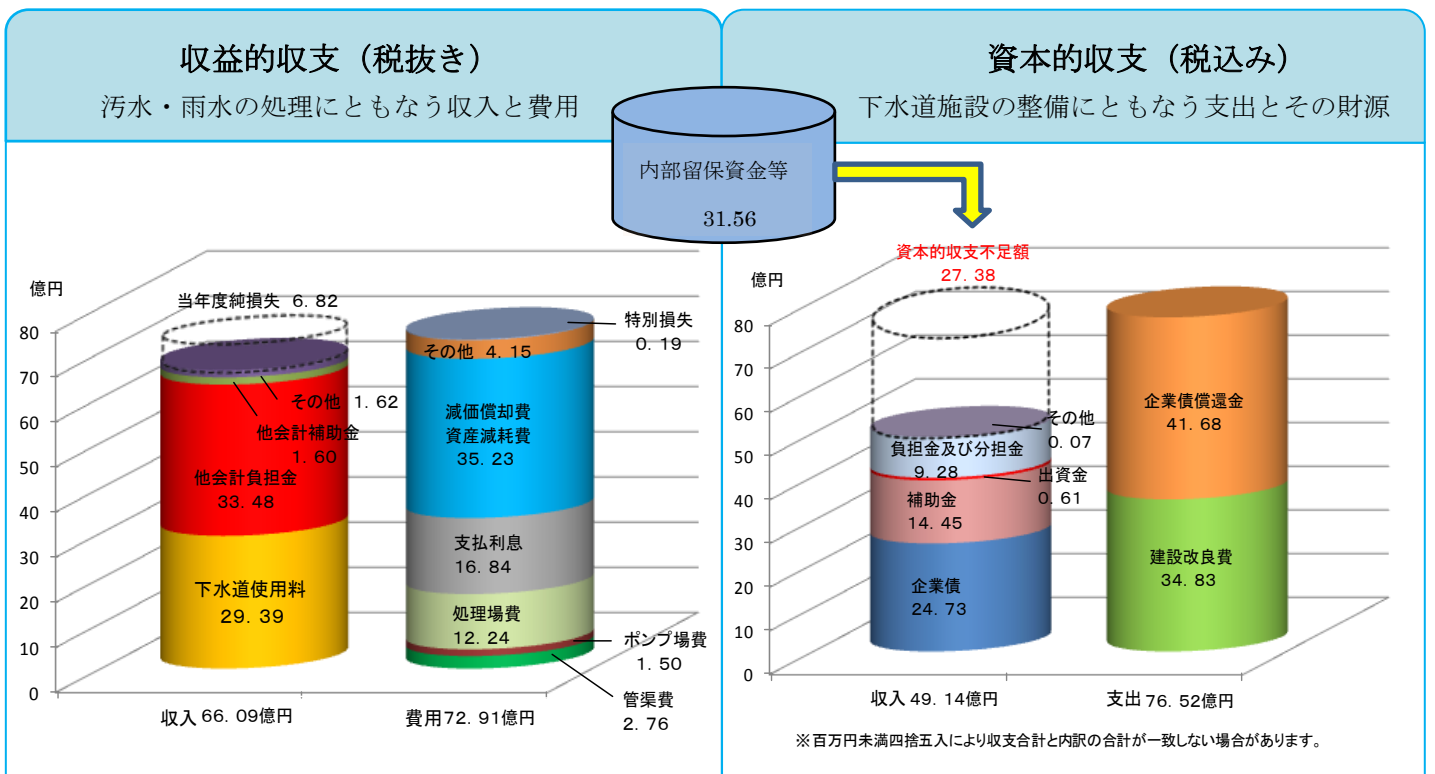 収益的収支（税抜き）
汚水・雨水の処理にともなう収入と費用
資本的収支（税込み）
下水道施設の整備にともなう支出とその財源
内部留保資金等
31.56
億円
80
70
60
50
40
30
20
10
0
当年度純損失 6.82
その他 1.62
他会計補助金
1.60
他会計負担金
33.48
下水道使用料
29.39
特別損失
0.19
その他 4.15
減価償却費
資産減耗費
35.23
支払利息
16.84
処理場費
12.24
ポンプ場費
1.50
管渠費
2.76
収入66.09億円
費用72.91億円
資本的収支不足額
27.38
億円
80
70
60
50
40
30
20
10
0
その他
0.07
負担金及び分担金
9.28
出資金
0.61
補助金
14.45
企業債
24.73
企業債償還金
41.68
建設改良費
34.83
収入 49.14億円
支出 76.52億円
※百万円未満四捨五入により収支合計と内訳の合計が一致しない場合があります。